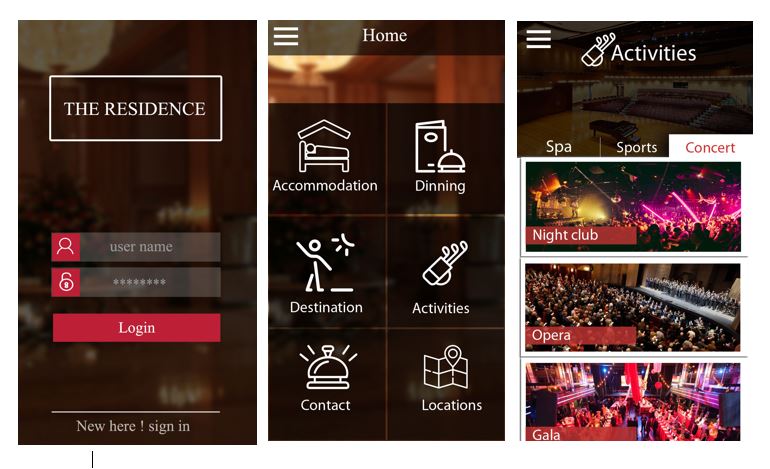 THE RESIDENCE
user name
********
Login
New here ! sign in
Home
Accommodation
Dinning
Destination
Activities
Contact
Locations
Activities
Spa
Sports
Concert
Night club
Opera
Gala